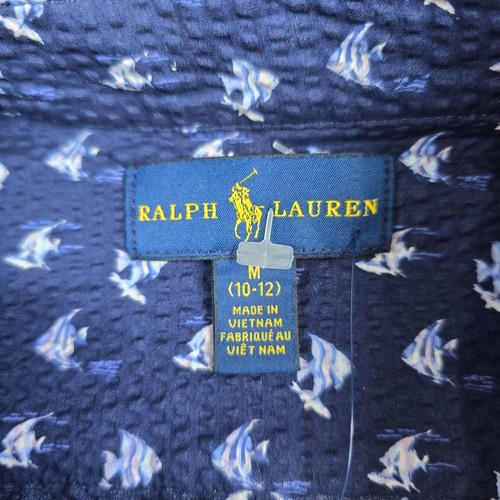 RALPH LAUREN
M
(10-12)
MADE IN
VIETNAM
FABRIQUÉ AU
VIÊT NAM